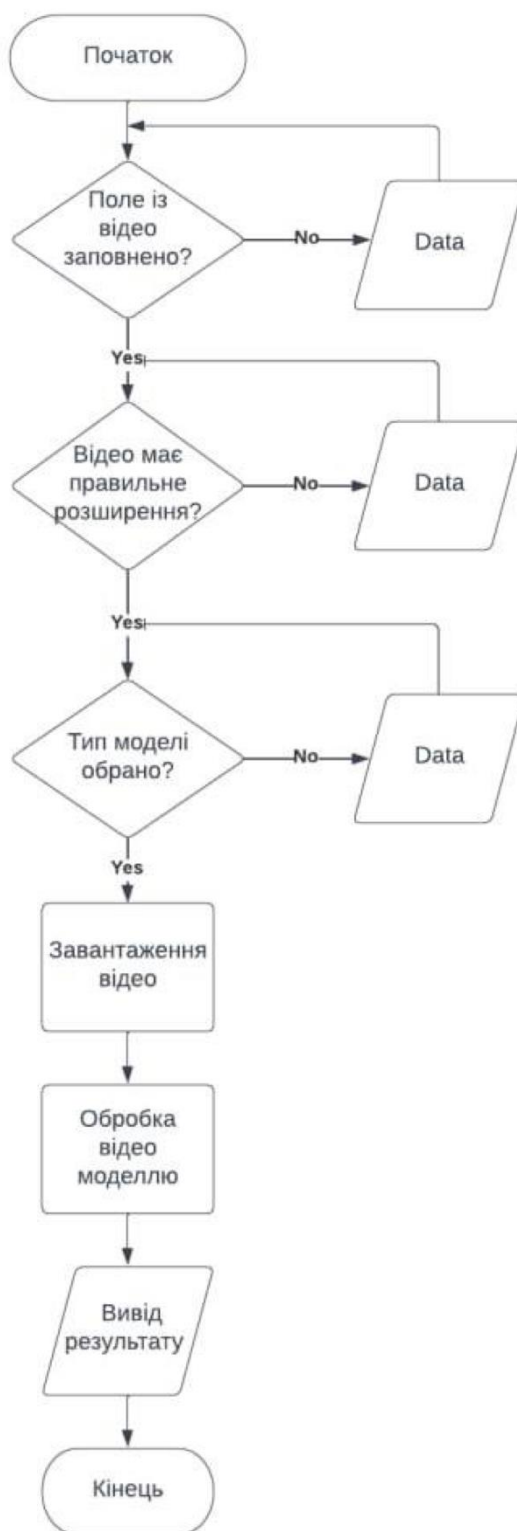 Початок
Поле із
відео
заповнено?
No
Data
Yes
Відео має
правильне
розширення?
No
Data
Yes
Тип моделі
обрано?
No
Data
Yes
Завантаження
відео
Обробка
відео
моделлю
Вивід
результату
Кінець